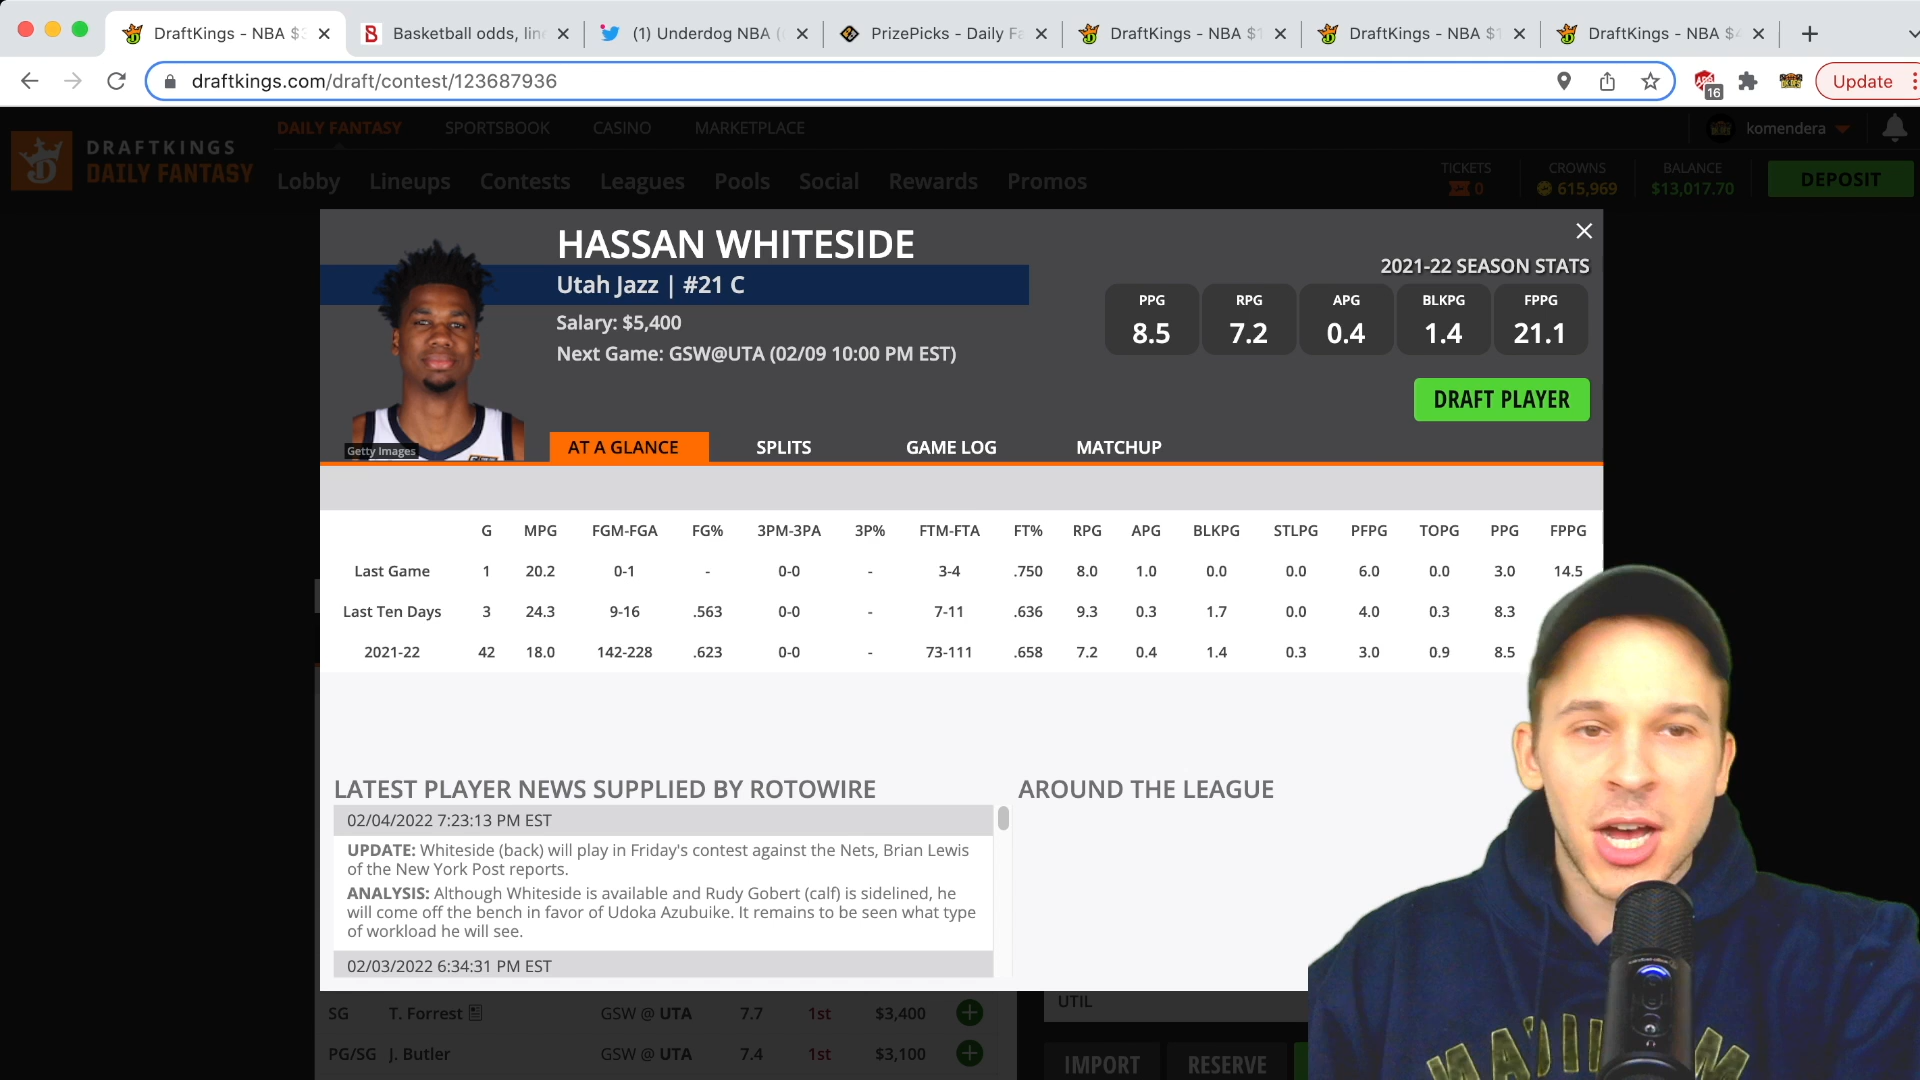 DraftKings - NBA $
Basketball odds, lin
(1) Underdog NBA (
PrizePicks - Daily Fa
DraftKings - NBA $1
DraftKings - NBA $1
DraftKings - NBA $
draftkings.com/draft/contest/123687936
16
Update
DRAFTKINGS
DAILY FANTASY
DAILY FANTASY
SPORTSBOOK
CASINO
MARKETPLACE
komendera
Lobby
Lineups
Contests
Leagues
Pools
Social
Rewards
Promos
TICKETS
0
CROWNS
615,969
BALANCE
$13,017.70
DEPOSIT
HASSAN WHITESIDE
Utah Jazz | #21 C
Salary: $5,400
Next Game: GSW@UTA (02/09 10:00 PM EST)
2021-22 SEASON STATS
PPG RPG APG BLKPG FPPG
8.5 7.2 0.4 1.4 21.1
DRAFT PLAYER
Getty Images
AT A GLANCE
SPLITS
GAME LOG
MATCHUP
G MPG FGM-FGA FG% 3PM-3PA 3P% FTM-FTA FT% RPG APG BLKPG STLPG PFPG TOPG PPG FPPG
Last Game 1 20.2 0-1 - 0-0 - 3-4 .750 8.0 1.0 0.0 0.0 6.0 0.0 3.0 14.5
Last Ten Days 3 24.3 9-16 .563 0-0 - 7-11 .636 9.3 0.3 1.7 0.0 4.0 0.3 8.3
2021-22 42 18.0 142-228 .623 0-0 - 73-111 .658 7.2 0.4 1.4 0.3 3.0 0.9 8.5
LATEST PLAYER NEWS SUPPLIED BY ROTOWIRE
02/04/2022 7:23:13 PM EST
UPDATE: Whiteside (back) will play in Friday's contest against the Nets, Brian Lewis
of the New York Post reports.
ANALYSIS: Although Whiteside is available and Rudy Gobert (calf) is sidelined, he
will come off the bench in favor of Udoka Azubuike. It remains to be seen what type
of workload he will see.
02/03/2022 6:34:31 PM EST
AROUND THE LEAGUE
SG T. Forrest GSW @ UTA 7.7 1st $3,400
PG/SG J. Butler GSW @ UTA 7.4 1st $3,100
UTIL
IMPORT
RESERVE